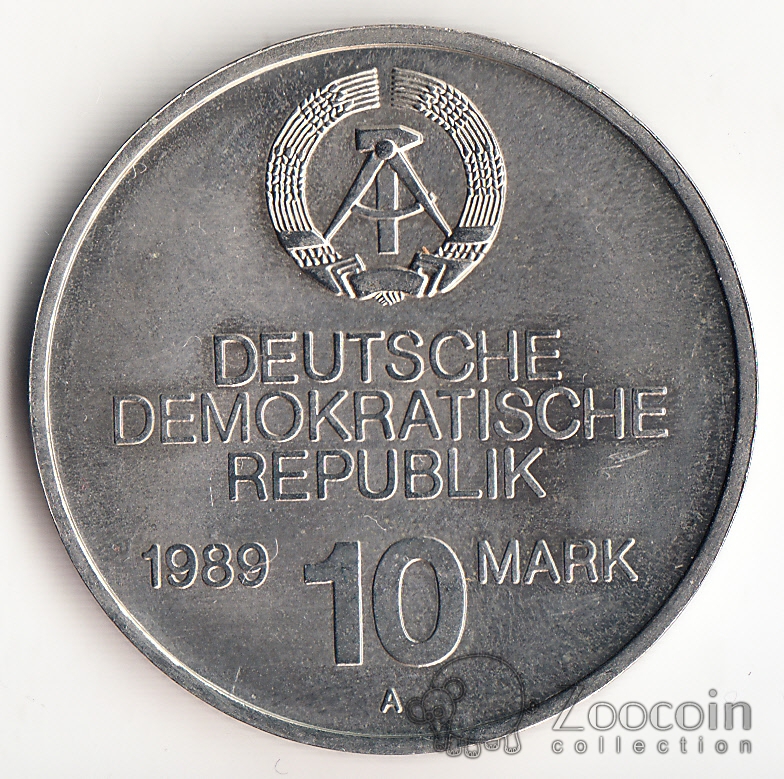 DEUTSCHE
DEMOKRATISCHE
REPUBLIK
1989 10 MARK
A
Zoocoin
collection